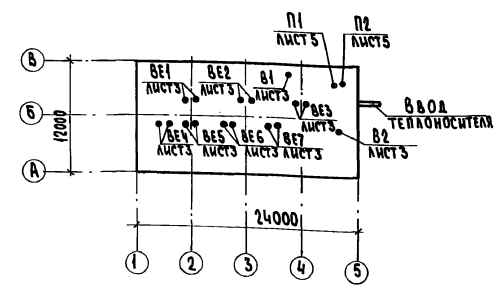 П1 П2
ЛИСТ5 ЛИСТ5
В
ВЕ1 ВЕ2 В1
ЛИСТ3 ЛИСТ3 ЛИСТ3
ВЕ3
ЛИСТ3
ВВОД
ТЕПЛОНОСИТЕЛЯ
Б
12000
ВЕ4 ВЕ5 ВЕ6 ВЕ7
ЛИСТ3 ЛИСТ3 ЛИСТ3 ЛИСТ3
В2
ЛИСТ3
А
24000
1 2 3 4 5